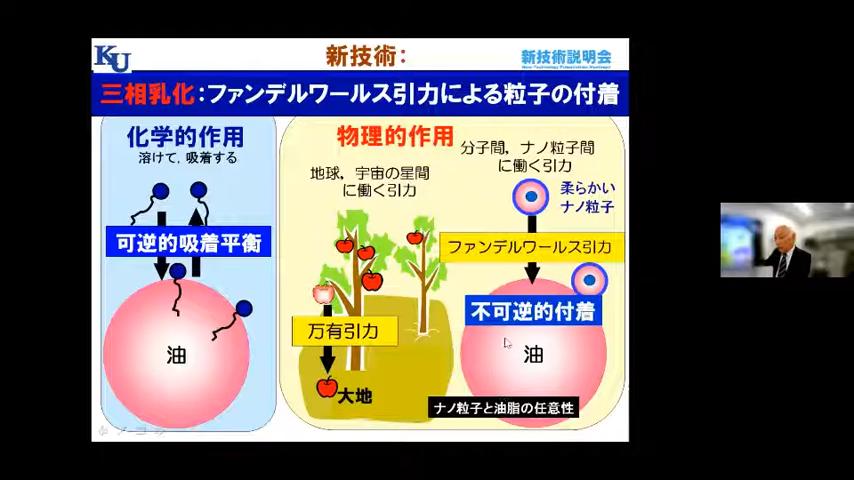 KU
新技術:
新技術説明会
三相乳化:ファンデルワールス引力による粒子の付着
化学的作用
溶けて,吸着する
可逆的吸着平衡
油
物理的作用
地球,宇宙の星間
に働く引力
万有引力
大地
分子間,ナノ粒子間
に働く引力
柔らかい
ナノ粒子
ファンデルワールス引力
不可逆的付着
油
ナノ粒子と油脂の任意性